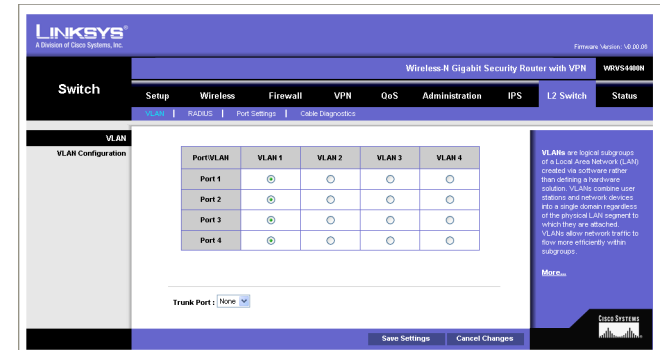 LINKSYS®
A Division of Cisco Systems, Inc.
Firmware Version: V0.00.08
Wireless-N Gigabit Security Router with VPN WRVS4400N
Switch
Setup Wireless Firewall VPN QoS Administration IPS L2 Switch Status
VLAN | RADIUS | Port Settings | Cable Diagnostics
VLAN
VLAN Configuration
Port\VLAN VLAN 1 VLAN 2 VLAN 3 VLAN 4
Port 1
Port 2
Port 3
Port 4
Trunk Port : None
VLANs are logical subgroups
of a Local Area Network (LAN)
created via software rather
than defining a hardware
solution. VLANs combine user
stations and network devices
into a single domain regardless
of the physical LAN segment to
which they are attached.
VLANs allow network traffic to
flow more efficiently within
subgroups.
More...
Save Settings Cancel Changes
CISCO SYSTEMS